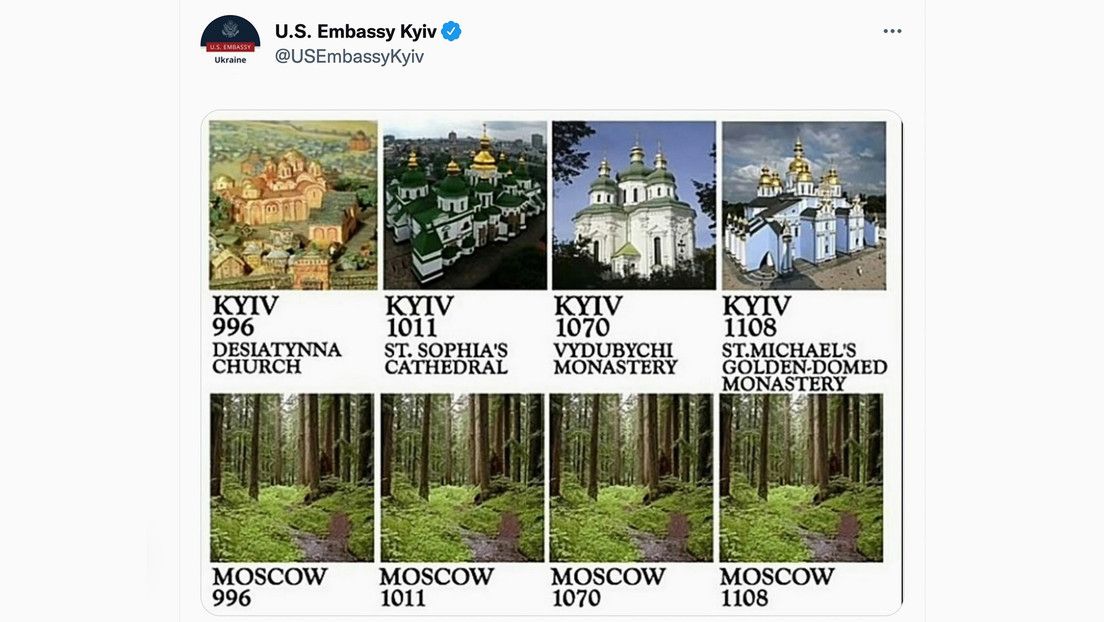 U.S. Embassy Kyiv
@USEmbassyKyiv
U.S. EMBASSY
Ukraine
KYIV
996
DESIATYNNA
CHURCH
KYIV
1011
ST. SOPHIA'S
CATHEDRAL
KYIV
1070
VYDUBYCHI
MONASTERY
KYIV
1108
ST.MICHAEL'S
GOLDEN-DOMED
MONASTERY
MOSCOW
996
MOSCOW
1011
MOSCOW
1070
MOSCOW
1108